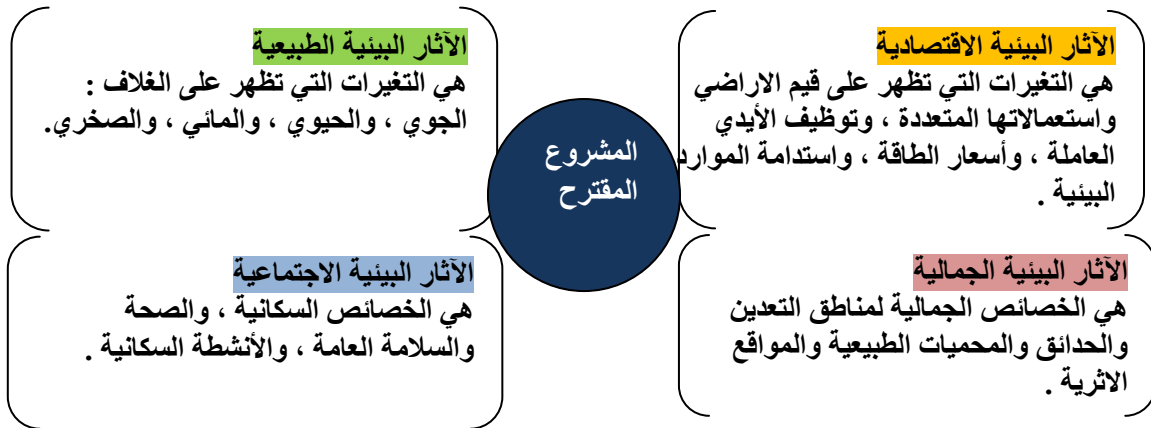 الآثار البيئية الاقتصادية
هي التغيرات التي تظهر على قيم الاراضي
واستعمالاتها المتعددة ، وتوظيف الأيدي
العاملة ، وأسعار الطاقة ، واستدامة الموارد
البيئية .
الآثار البيئية الطبيعية
هي التغيرات التي تظهر على الغلاف :
الجوي ، والحيوي ، والمائي ، والصخري.
المشروع
المقترح
الآثار البيئية الجمالية
هي الخصائص الجمالية لمناطق التعدين
والحدائق والمحميات الطبيعية والمواقع
الاثرية .
الآثار البيئية الاجتماعية
هي الخصائص السكانية ، والصحة
والسلامة العامة ، والأنشطة السكانية .